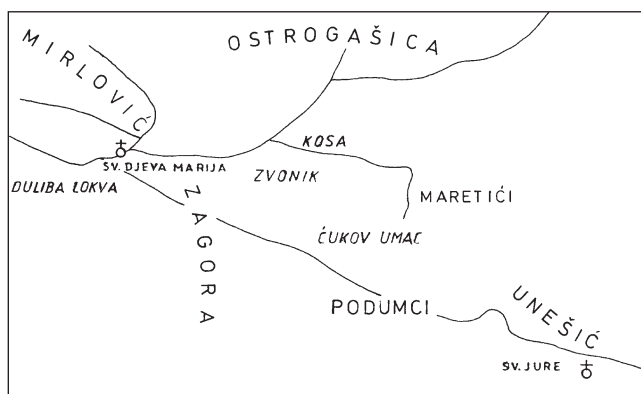 OSTROGAŠICA
MIRLOVIĆ
KOSA
SV. DJEVA MARIJA
ZVONIK
DULIBA LOKVA
MARETIĆI
ZAGORA
ĆUKOV UMAC
PODUMCI
UNEŠIĆ
SV. JURE